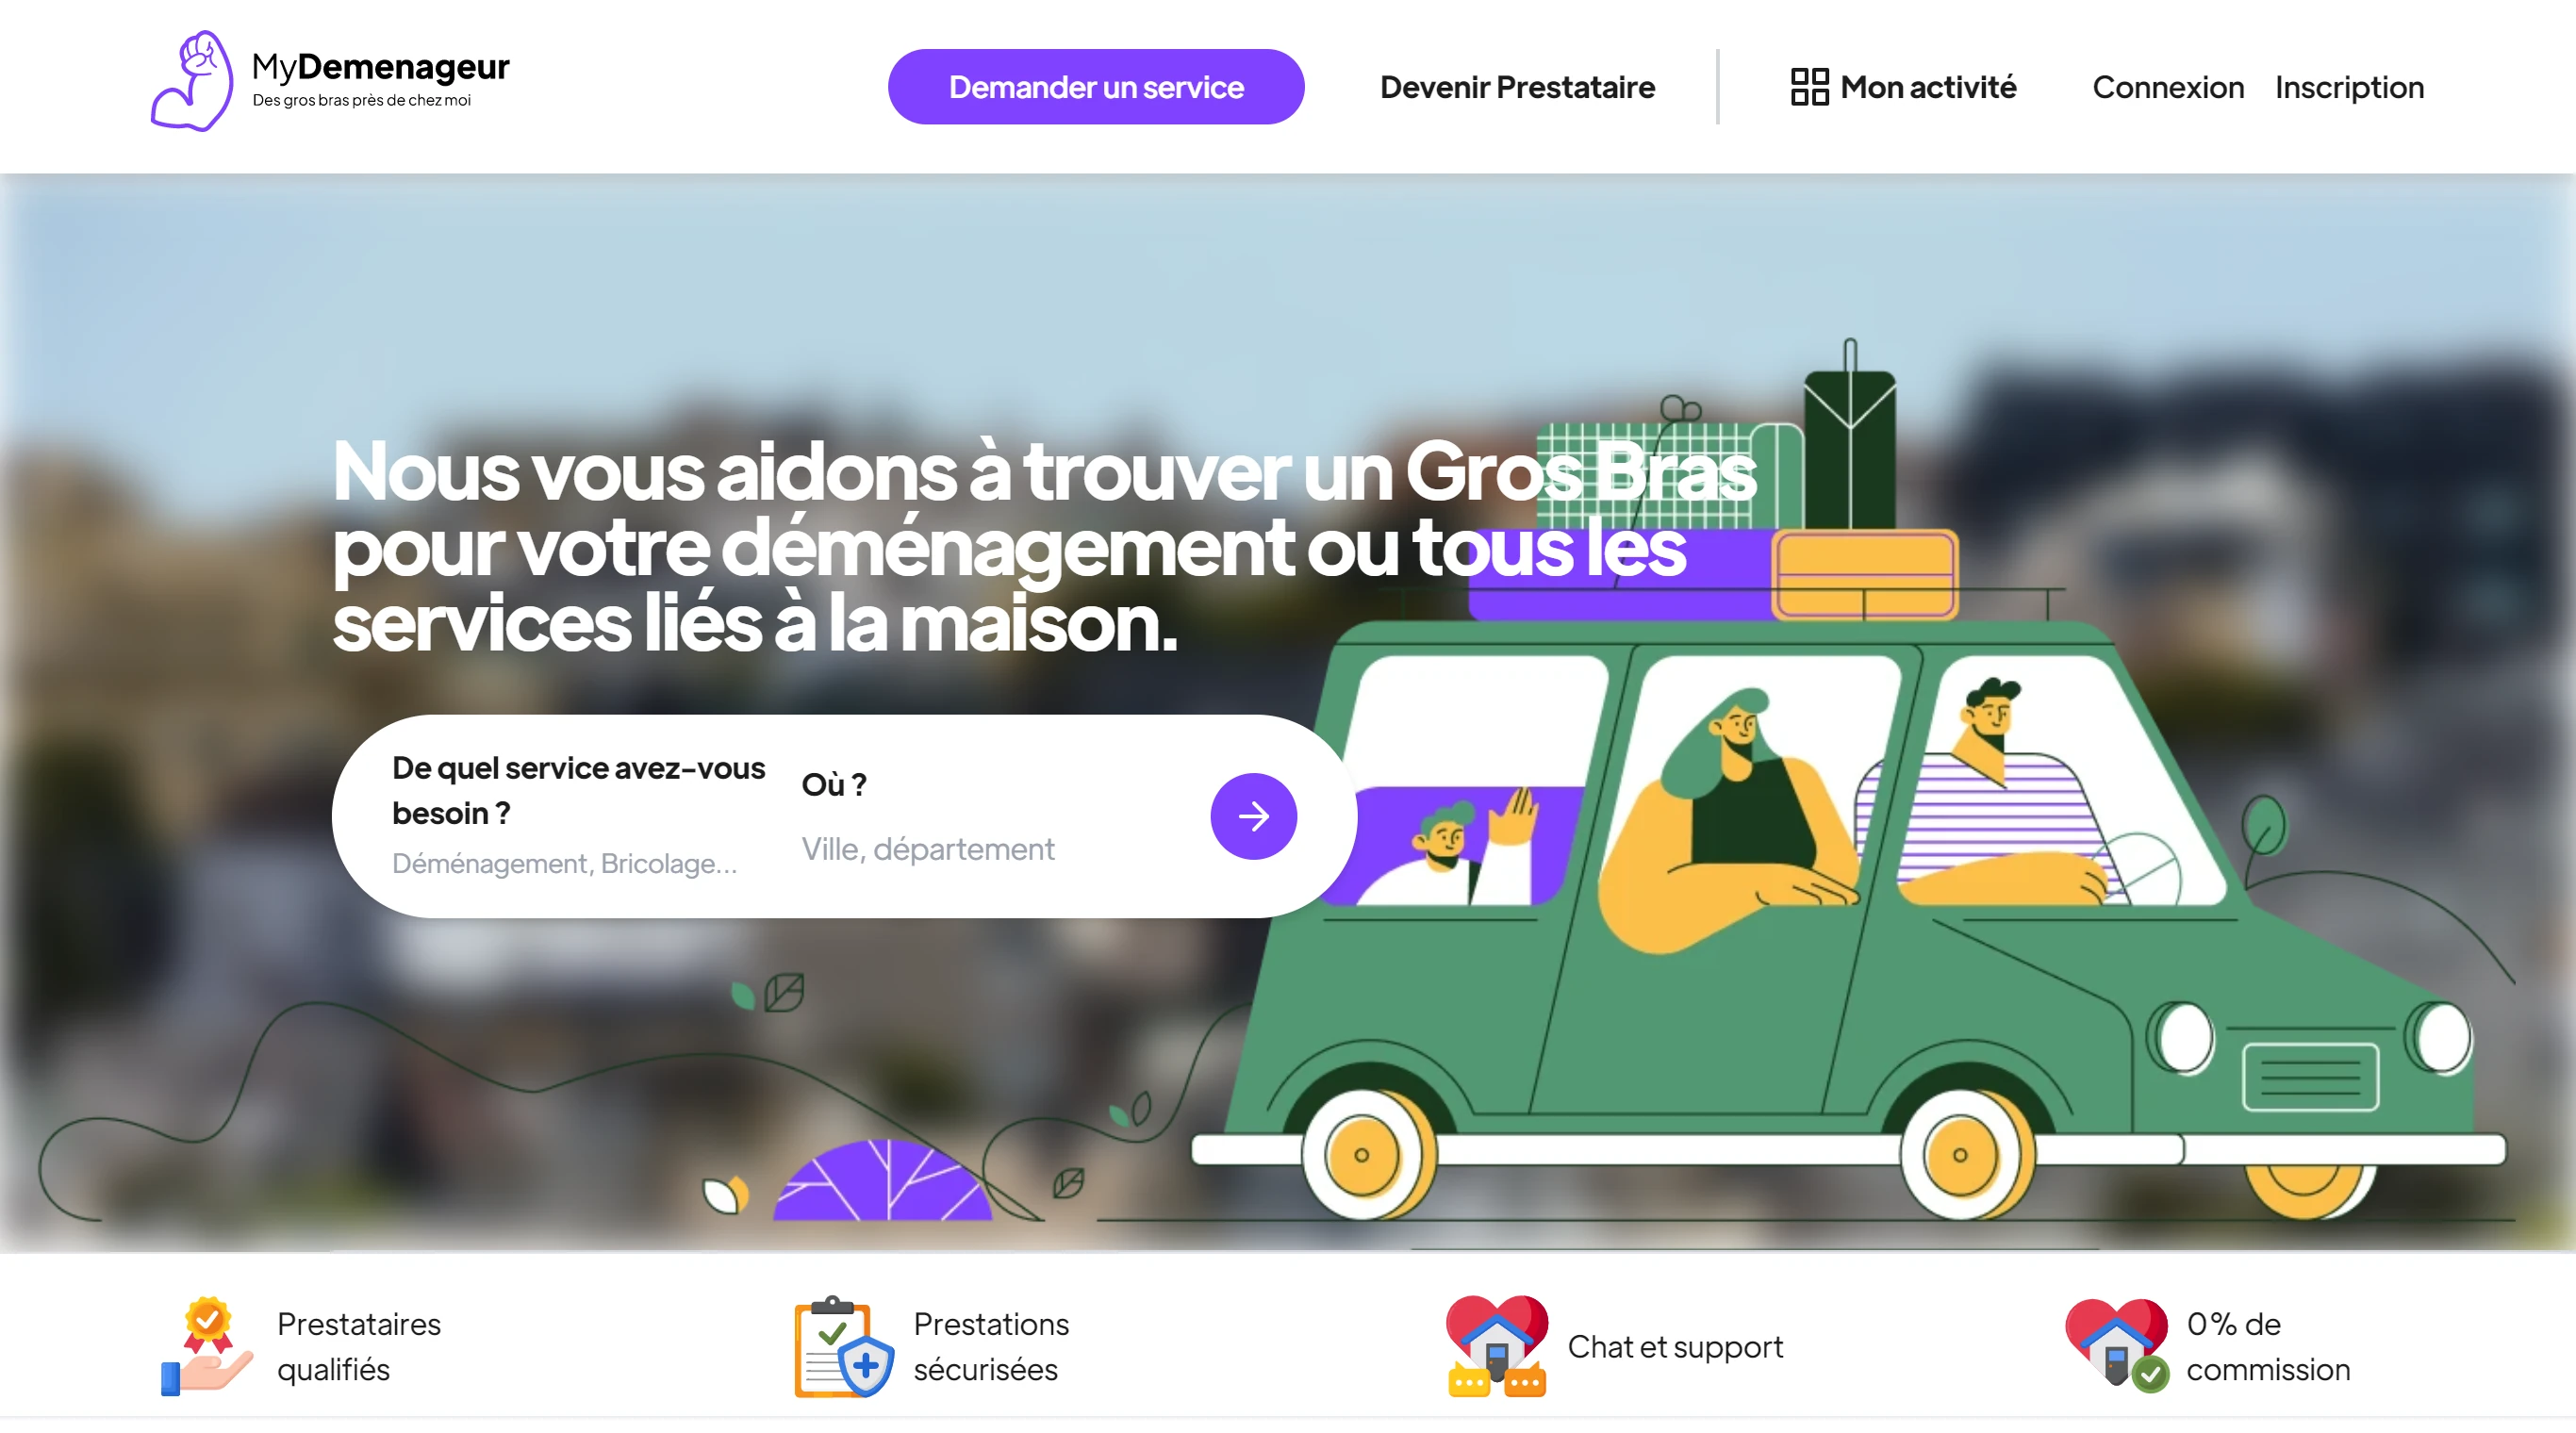 MyDemenageur
Des gros bras près de chez moi
Demander un service
Devenir Prestataire
Mon activité
Connexion
Inscription
Nous vous aidons à trouver un Gros Bras
pour votre déménagement ou tous les
services liés à la maison.
De quel service avez-vous
besoin ?
Déménagement, Bricolage...
Où ?
Ville, département
Prestataires
qualifiés
Prestations
sécurisées
Chat et support
0% de
commission